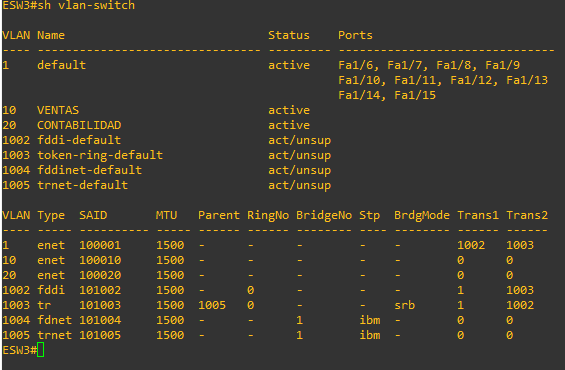 ESW3#sh vlan-switch
VLAN Name                             Status    Ports
---- -------------------------------- --------- -------------------------------
1    default                          active    Fa1/6, Fa1/7, Fa1/8, Fa1/9
                                                Fa1/10, Fa1/11, Fa1/12, Fa1/13
                                                Fa1/14, Fa1/15
10   VENTAS                           active
20   CONTABILIDAD                     active
1002 fddi-default                     act/unsup
1003 token-ring-default               act/unsup
1004 fddinet-default                  act/unsup
1005 trnet-default                    act/unsup
VLAN Type  SAID       MTU   Parent RingNo BridgeNo Stp  BrdgMode Trans1 Trans2
---- ----- ---------- ----- ------ ------ -------- ---- -------- ------ ------
1    enet  100001     1500  -      -      -        -    -        1002   1003
10   enet  100010     1500  -      -      -        -    -        0      0
20   enet  100020     1500  -      -      -        -    -        0      0
1002 fddi  101002     1500  -      0      -        -    -        1      1003
1003 tr    101003     1500  1005   0      -        -    srb      1      1002
1004 fdnet 101004     1500  -      -      1        ibm  -        0      0
1005 trnet 101005     1500  -      -      1        ibm  -        0      0
ESW3#